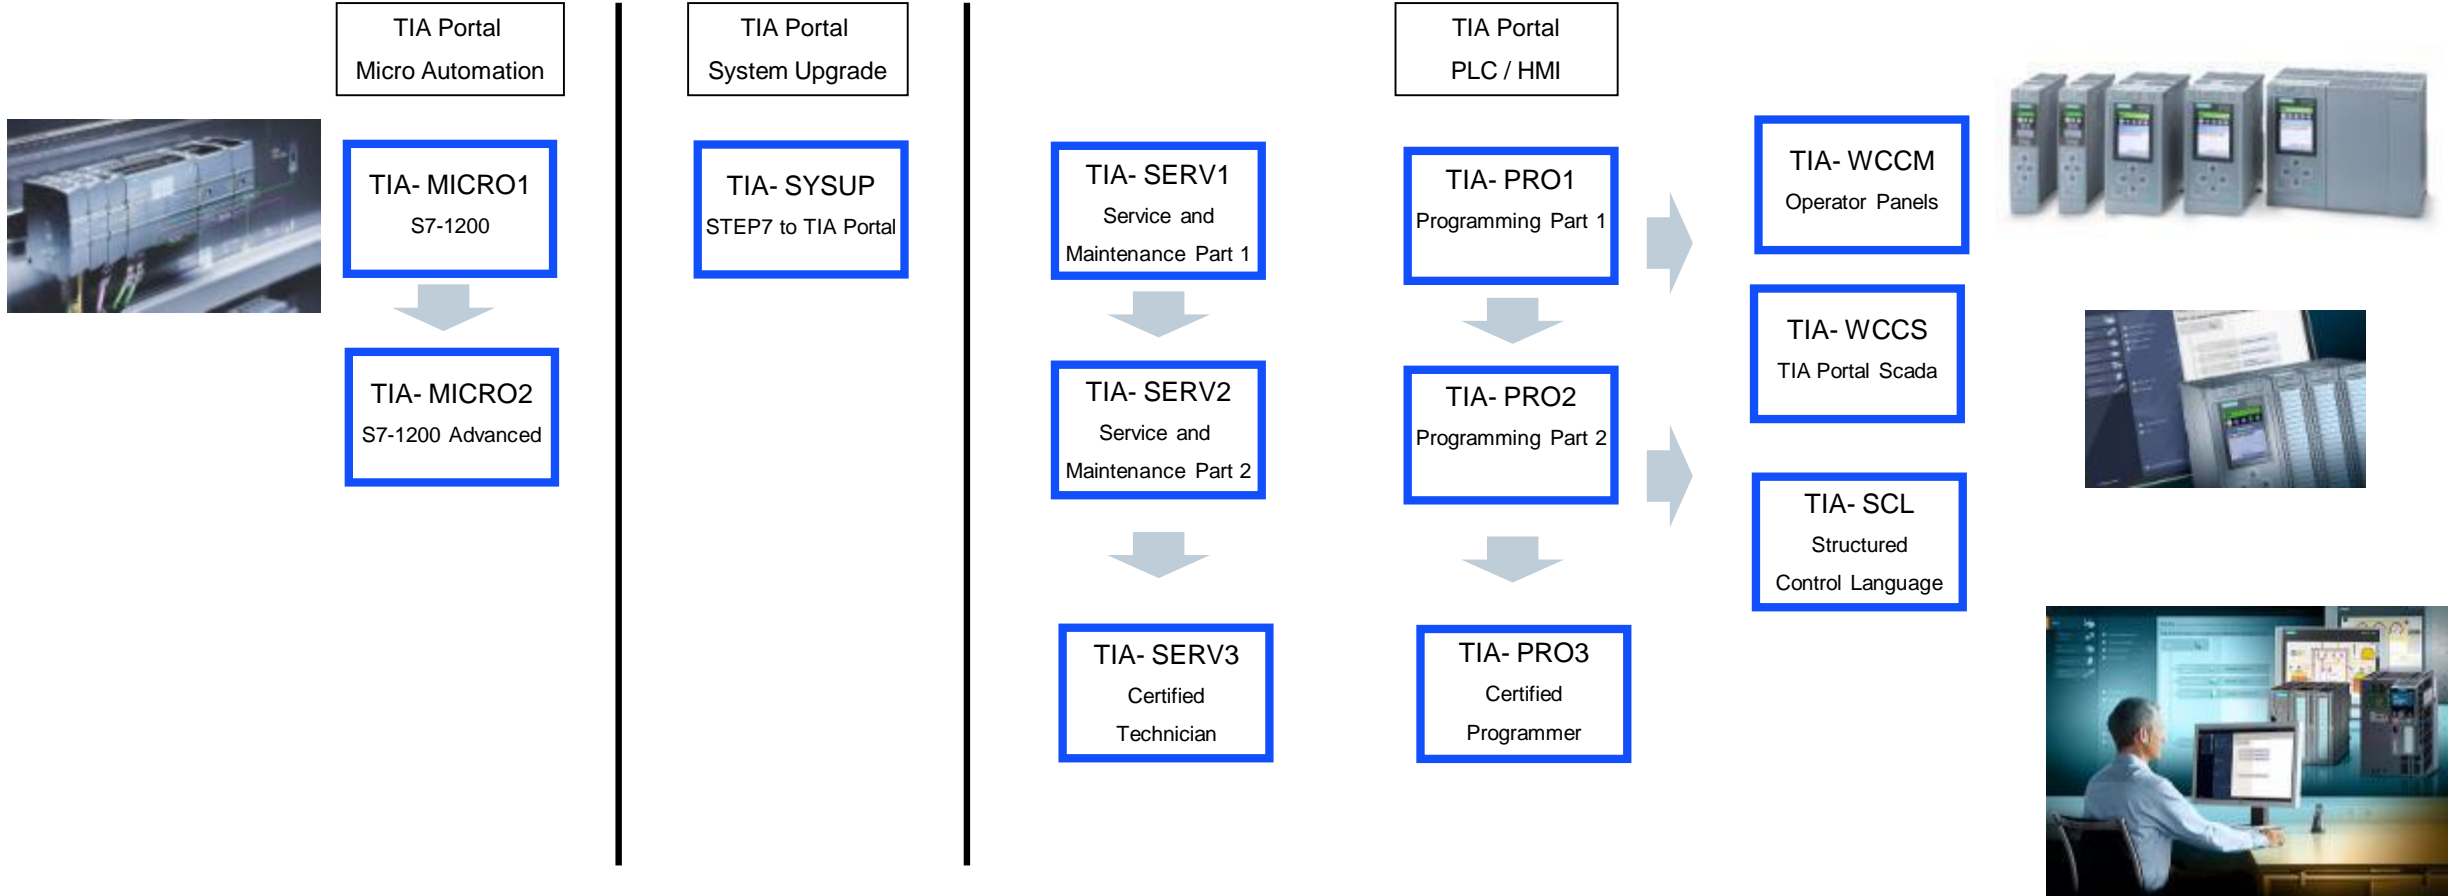 TIA Portal
Micro Automation
TIA Portal
System Upgrade
TIA Portal
PLC / HMI
TIA- MICRO1
S7-1200
TIA- MICRO2
S7-1200 Advanced
TIA- SYSUP
STEP7 to TIA Portal
TIA- SERV1
Service and
Maintenance Part 1
TIA- SERV2
Service and
Maintenance Part 2
TIA- SERV3
Certified
Technician
TIA- PRO1
Programming Part 1
TIA- PRO2
Programming Part 2
TIA- PRO3
Certified
Programmer
TIA- WCCM
Operator Panels
TIA- WCCS
TIA Portal Scada
TIA- SCL
Structured
Control Language